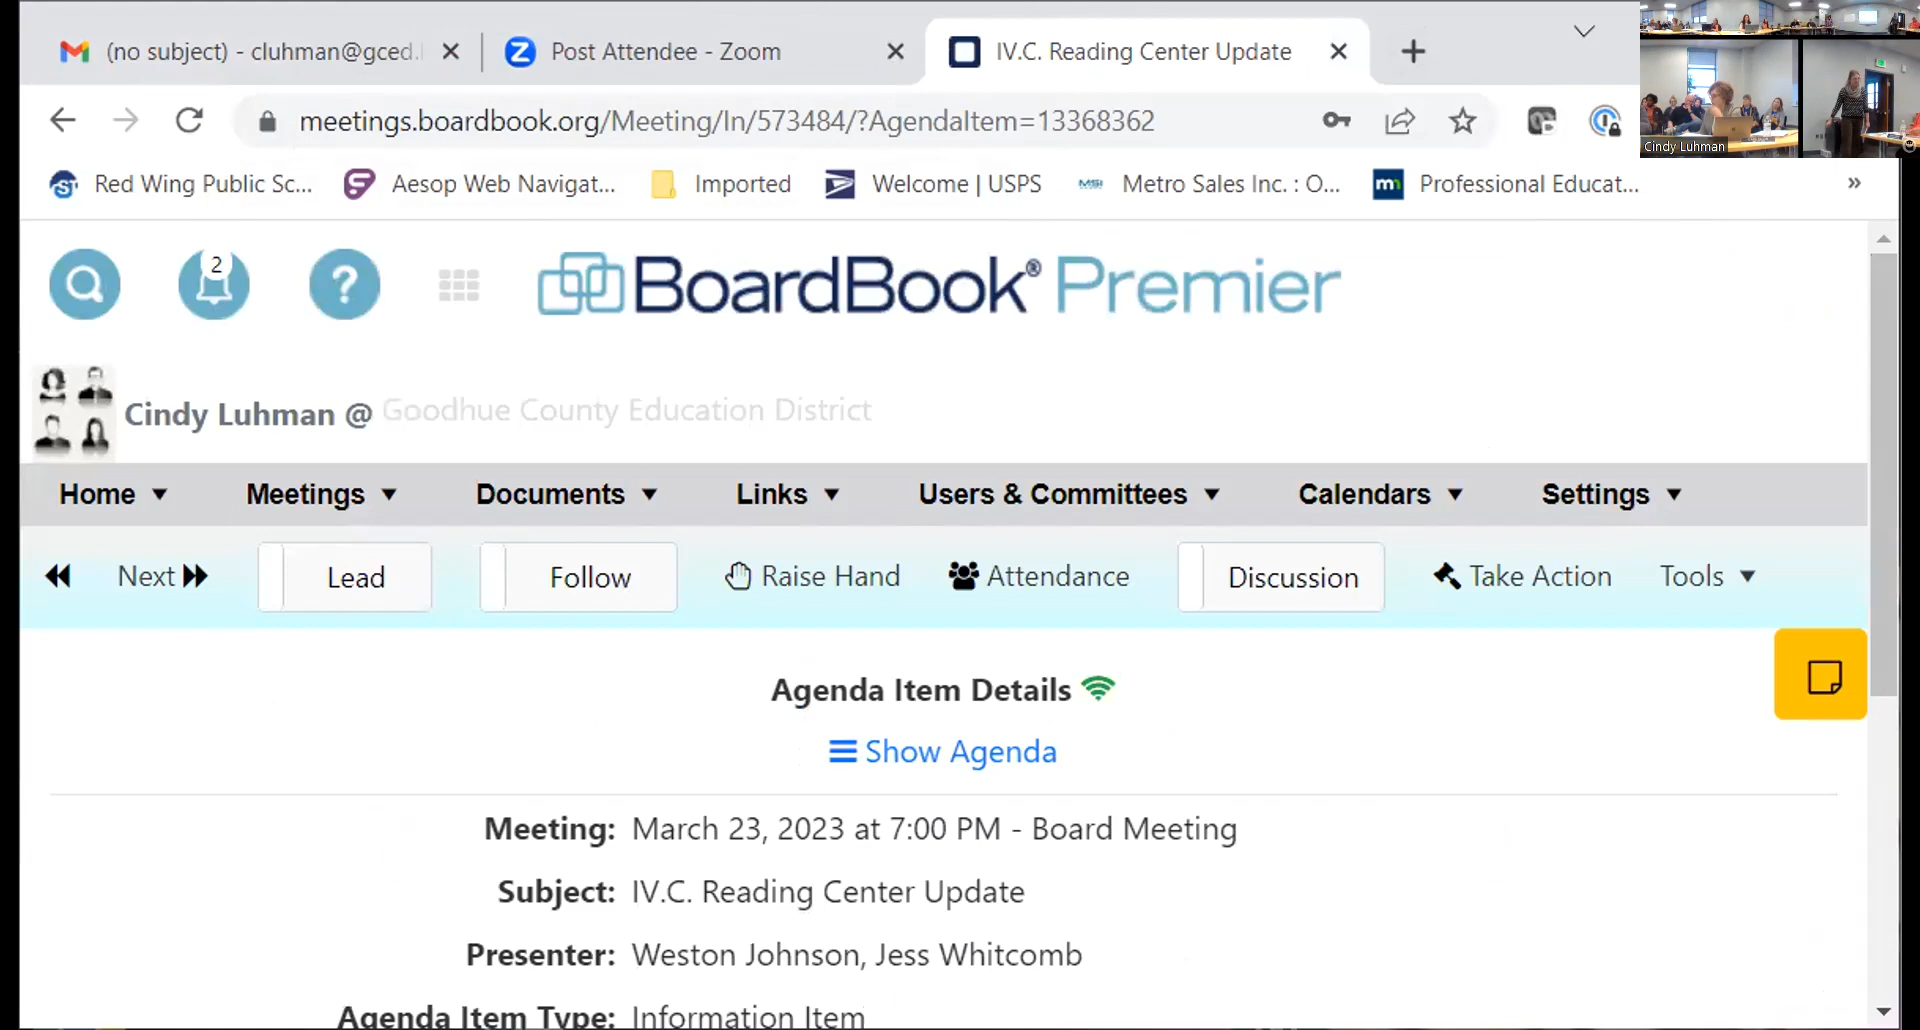 (no subject) - cluhman@gced.
Post Attendee - Zoom
IV.C. Reading Center Update
meetings.boardbook.org/Meeting/In/573484/?AgendaItem=13368362
Cindy Luhman
Red Wing Public Sc...
Aesop Web Navigat...
Imported
Welcome | USPS
MSI
Metro Sales Inc. : O...
Professional Educat...
2
BoardBook® Premier
Cindy Luhman @ Goodhue County Education District
Home
Meetings
Documents
Links
Users & Committees
Calendars
Settings
Next
Lead
Follow
Raise Hand
Attendance
Discussion
Take Action
Tools
Agenda Item Details
Show Agenda
Meeting: March 23, 2023 at 7:00 PM - Board Meeting
Subject: IV.C. Reading Center Update
Presenter: Weston Johnson, Jess Whitcomb
Agenda Item Type: Information Item